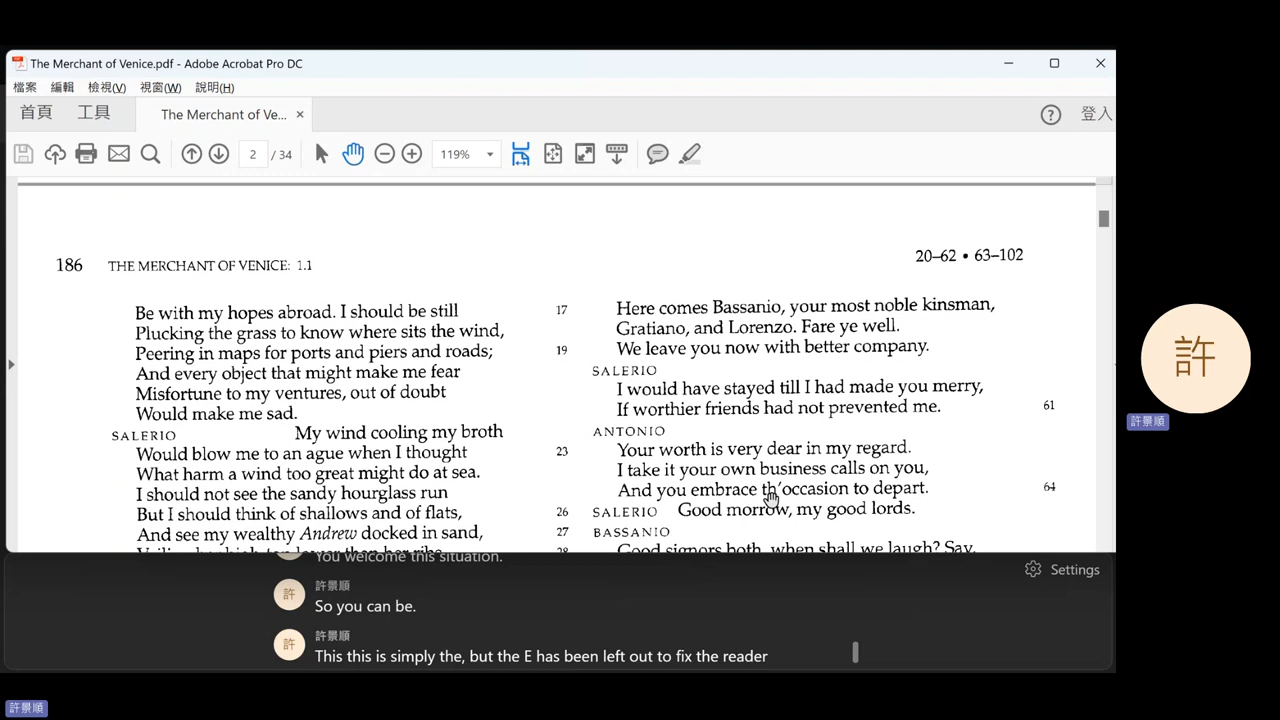 The Merchant of Venice.pdf - Adobe Acrobat Pro DC
檔案 編輯 檢視(V) 視窗(W) 說明(H)
首頁 工具 The Merchant of Ve... × 登入
2 / 34 119%
186 THE MERCHANT OF VENICE: 1.1
20–62 • 63–102
Be with my hopes abroad. I should be still
Plucking the grass to know where sits the wind, 17
Peering in maps for ports and piers and roads;
And every object that might make me fear 19
Misfortune to my ventures, out of doubt
Would make me sad.
SALERIO My wind cooling my broth
Would blow me to an ague when I thought 23
What harm a wind too great might do at sea.
I should not see the sandy hourglass run
But I should think of shallows and of flats, 26
And see my wealthy Andrew docked in sand, 27
28
Here comes Bassanio, your most noble kinsman,
Gratiano, and Lorenzo. Fare ye well.
We leave you now with better company.
SALERIO
I would have stayed till I had made you merry,
If worthier friends had not prevented me. 61
ANTONIO
Your worth is very dear in my regard.
I take it your own business calls on you,
And you embrace th'occasion to depart. 64
SALERIO Good morrow, my good lords.
BASSANIO
Good signors both, when shall we laugh? Say,
You welcome this situation.
Settings
許 許景順
So you can be.
許 許景順
This this is simply the, but the E has been left out to fix the reader
許
許景順
許景順